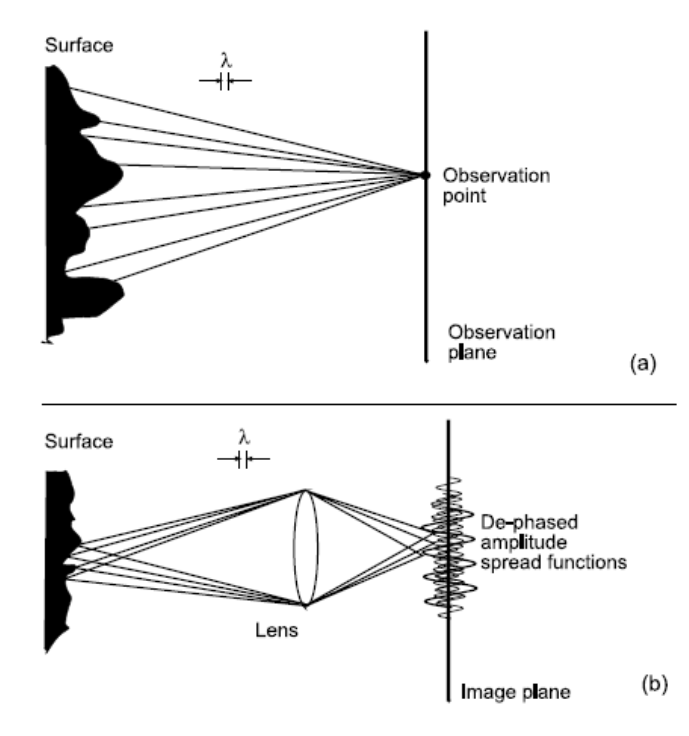 Surface
λ
Observation
point
Observation
plane
(a)
Surface
λ
De-phased
amplitude
spread functions
Lens
Image plane
(b)